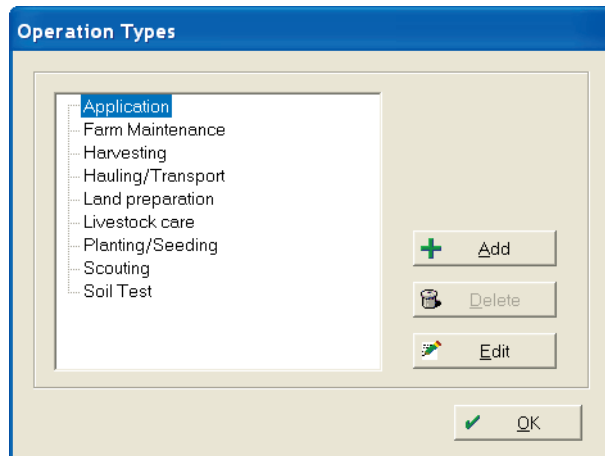 Operation Types
Application
Farm Maintenance
Harvesting
Hauling/Transport
Land preparation
Livestock care
Planting/Seeding
Scouting
Soil Test
Add
Delete
Edit
OK